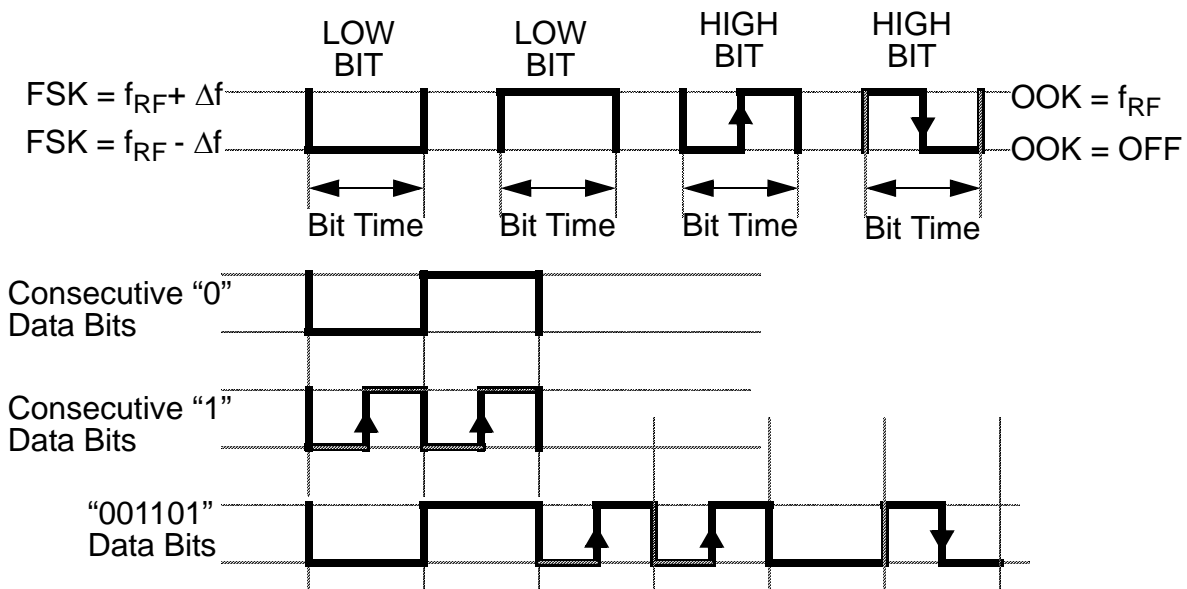 LOW
BIT
LOW
BIT
HIGH
BIT
HIGH
BIT
FSK = fRF+ Δf
FSK = fRF - Δf
OOK = fRF
OOK = OFF
Bit Time
Bit Time
Bit Time
Bit Time
Consecutive “0”
Data Bits
Consecutive “1”
Data Bits
“001101”
Data Bits